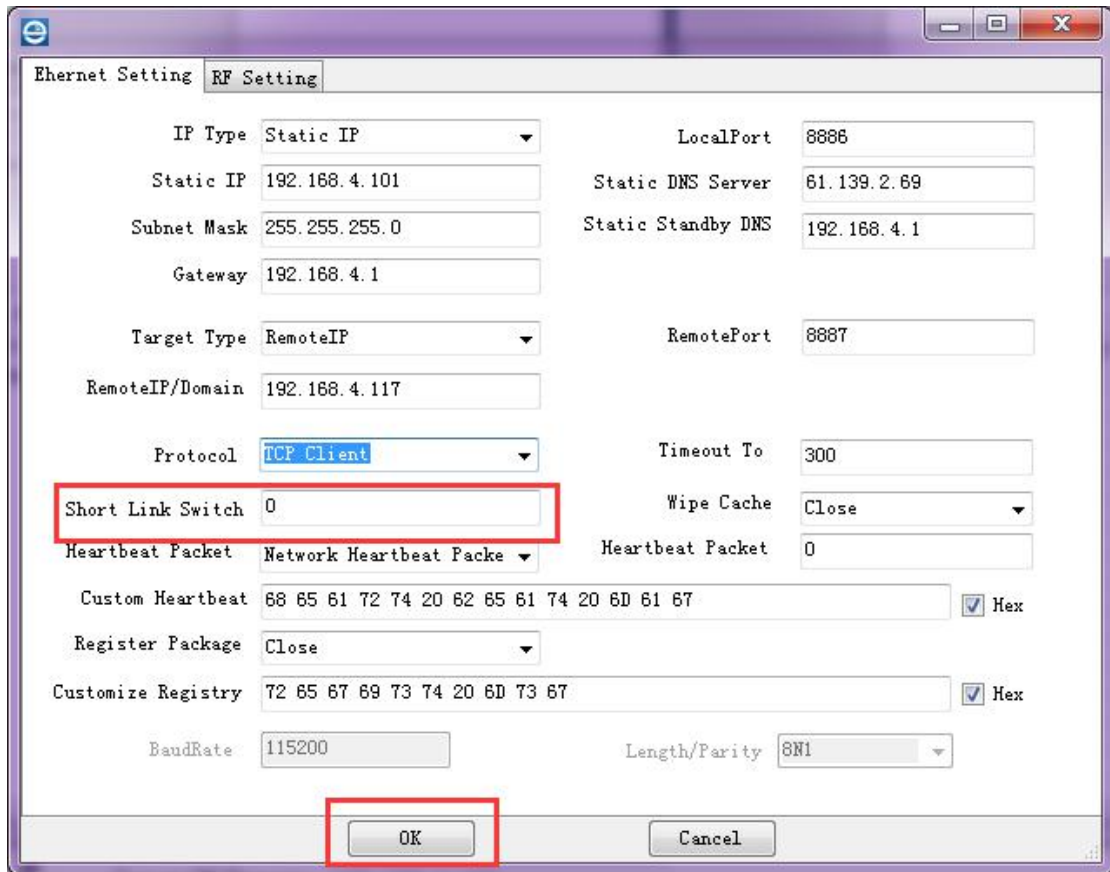 Ehernet Setting RF Setting
IP Type Static IP LocalPort 8886
Static IP 192.168.4.101 Static DNS Server 61.139.2.69
Subnet Mask 255.255.255.0 Static Standby DNS 192.168.4.1
Gateway 192.168.4.1
Target Type RemoteIP RemotePort 8887
RemoteIP/Domain 192.168.4.117
Protocol TCP Client Timeout To 300
Short Link Switch 0 Wipe Cache Close
Heartbeat Packet Network Heartbeat Packe Heartbeat Packet 0
Custom Heartbeat 68 65 61 72 74 20 62 65 61 74 20 6D 61 67 Hex
Register Package Close
Customize Registry 72 65 67 69 73 74 20 6D 73 67 Hex
BaudRate 115200 Length/Parity 8N1
OK Cancel